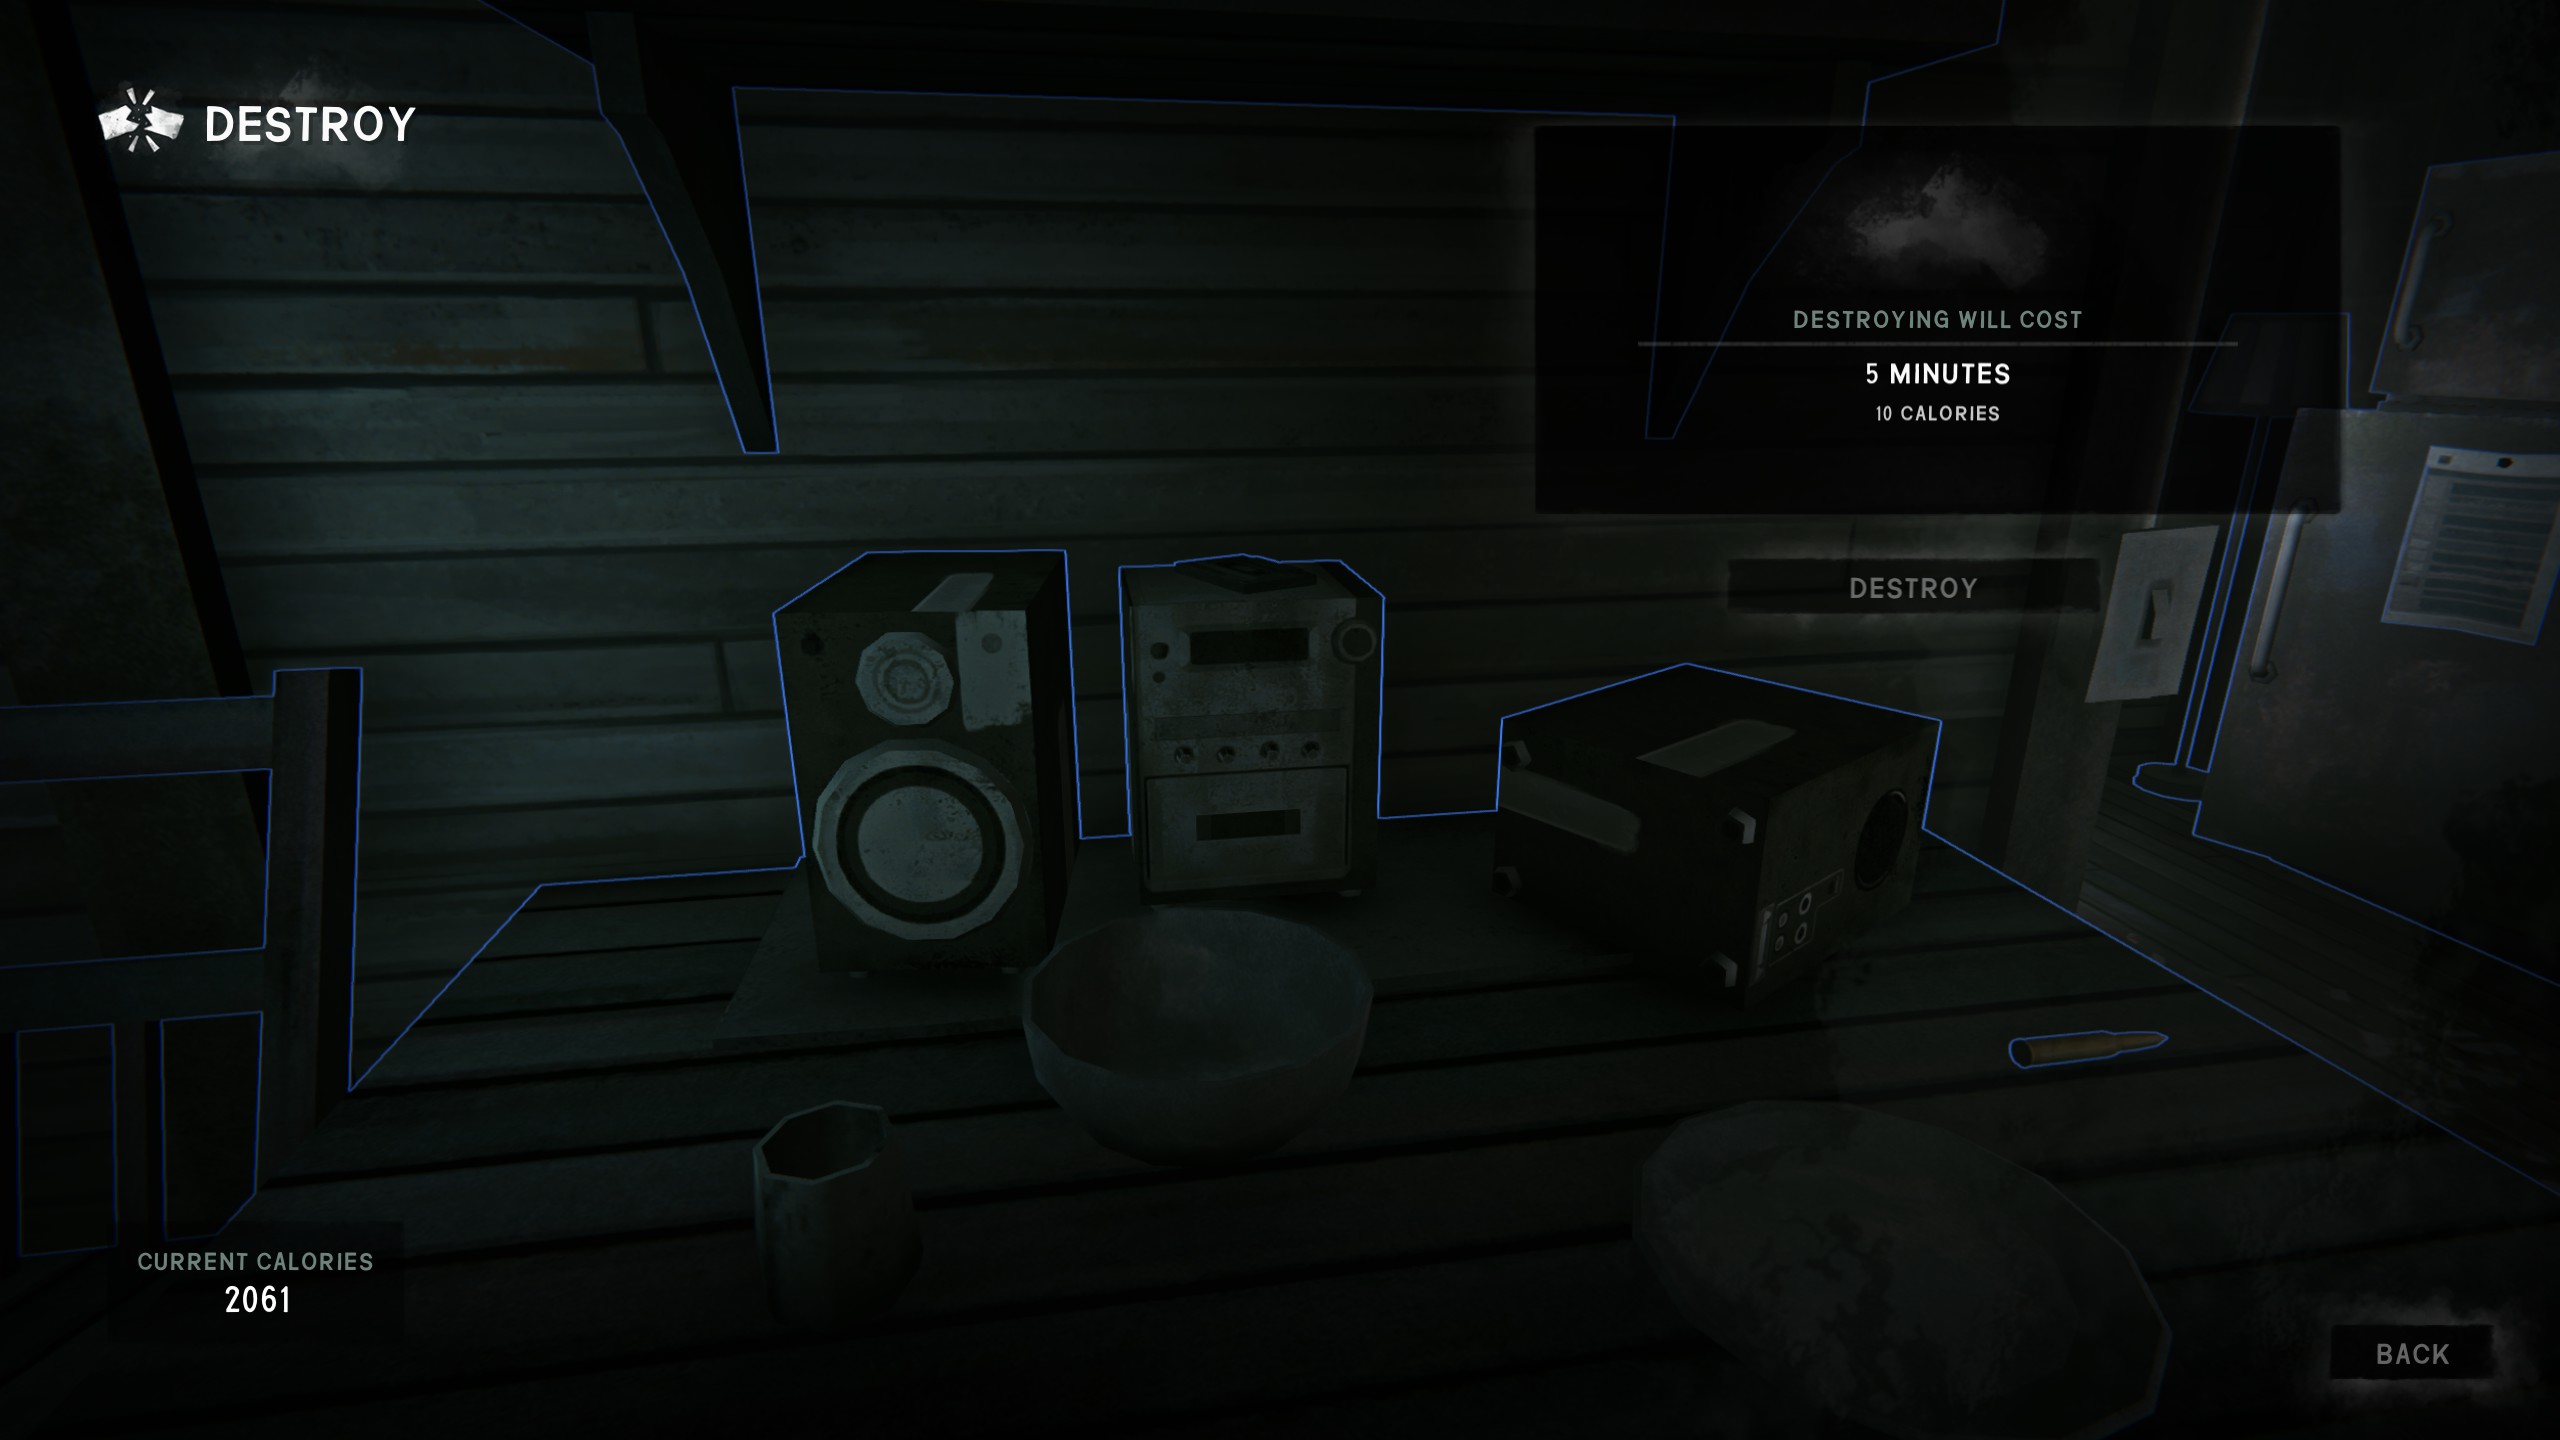 DESTROY
DESTROYING WILL COST
5 MINUTES
10 CALORIES
DESTROY
CURRENT CALORIES
2061
BACK